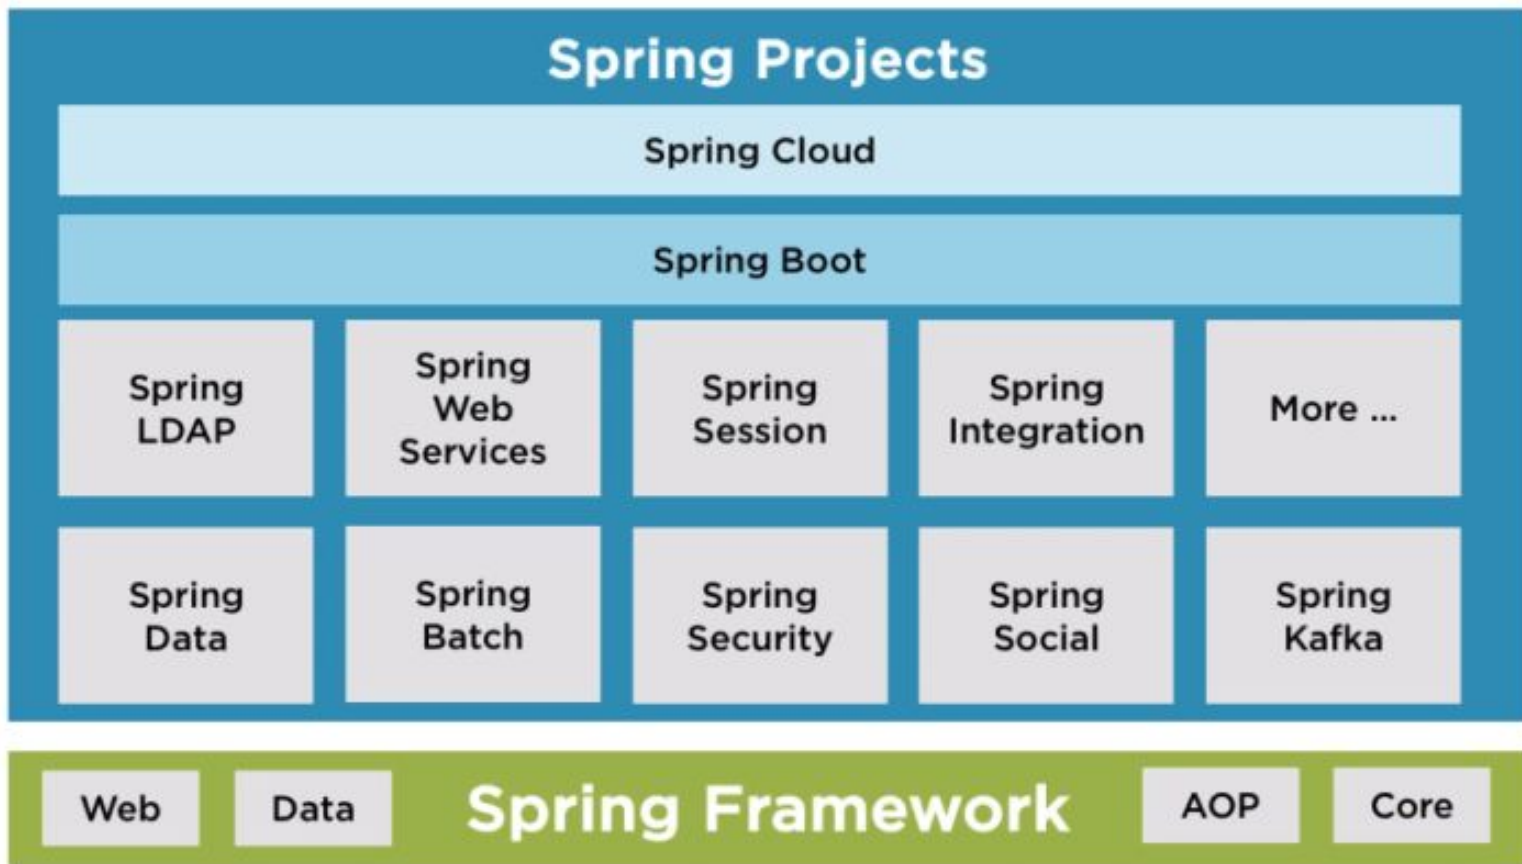 Spring Projects
Spring Cloud
Spring Boot
Spring
LDAP
Spring
Web
Services
Spring
Session
Spring
Integration
More ...
Spring
Data
Spring
Batch
Spring
Security
Spring
Social
Spring
Kafka
Web
Data
Spring Framework
AOP
Core